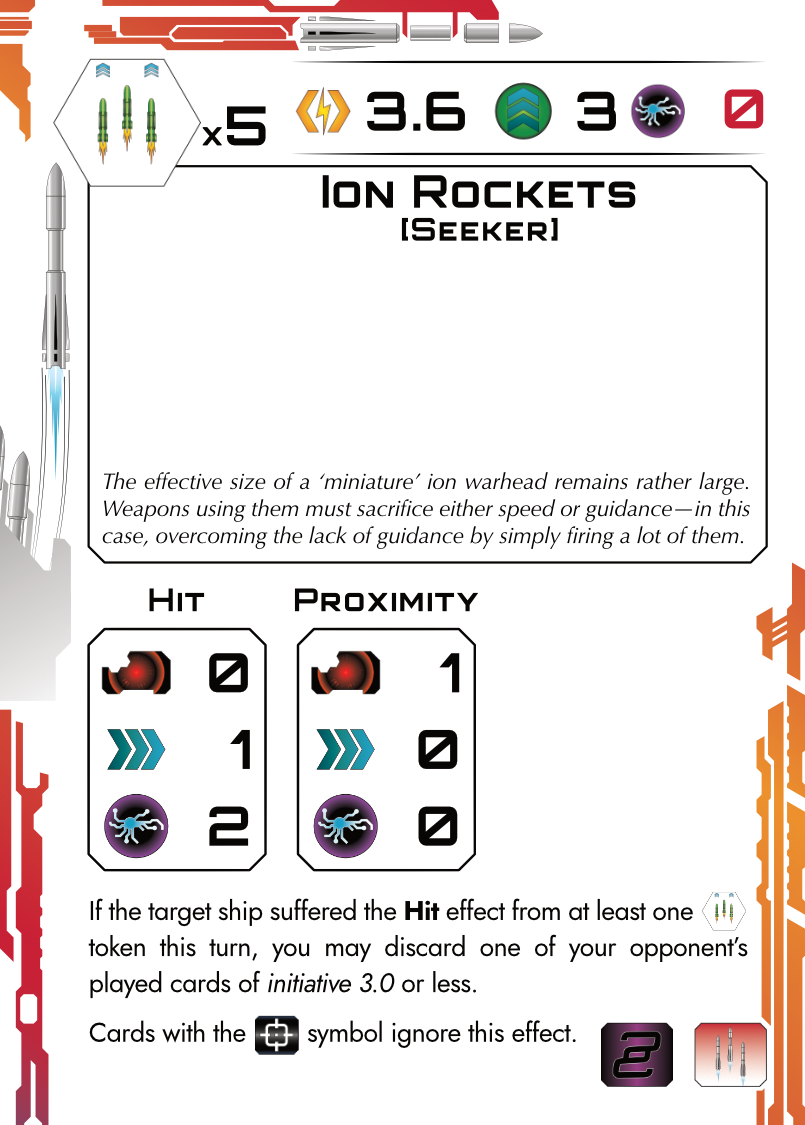 x5 3.6 3 0
Ion Rockets
[Seeker]
The effective size of a ‘miniature’ ion warhead remains rather large.
Weapons using them must sacrifice either speed or guidance—in this
case, overcoming the lack of guidance by simply firing a lot of them.
Hit Proximity
0 1
1 0
2 0
If the target ship suffered the Hit effect from at least one
token this turn, you may discard one of your opponent’s
played cards of initiative 3.0 or less.
Cards with the symbol ignore this effect.
2